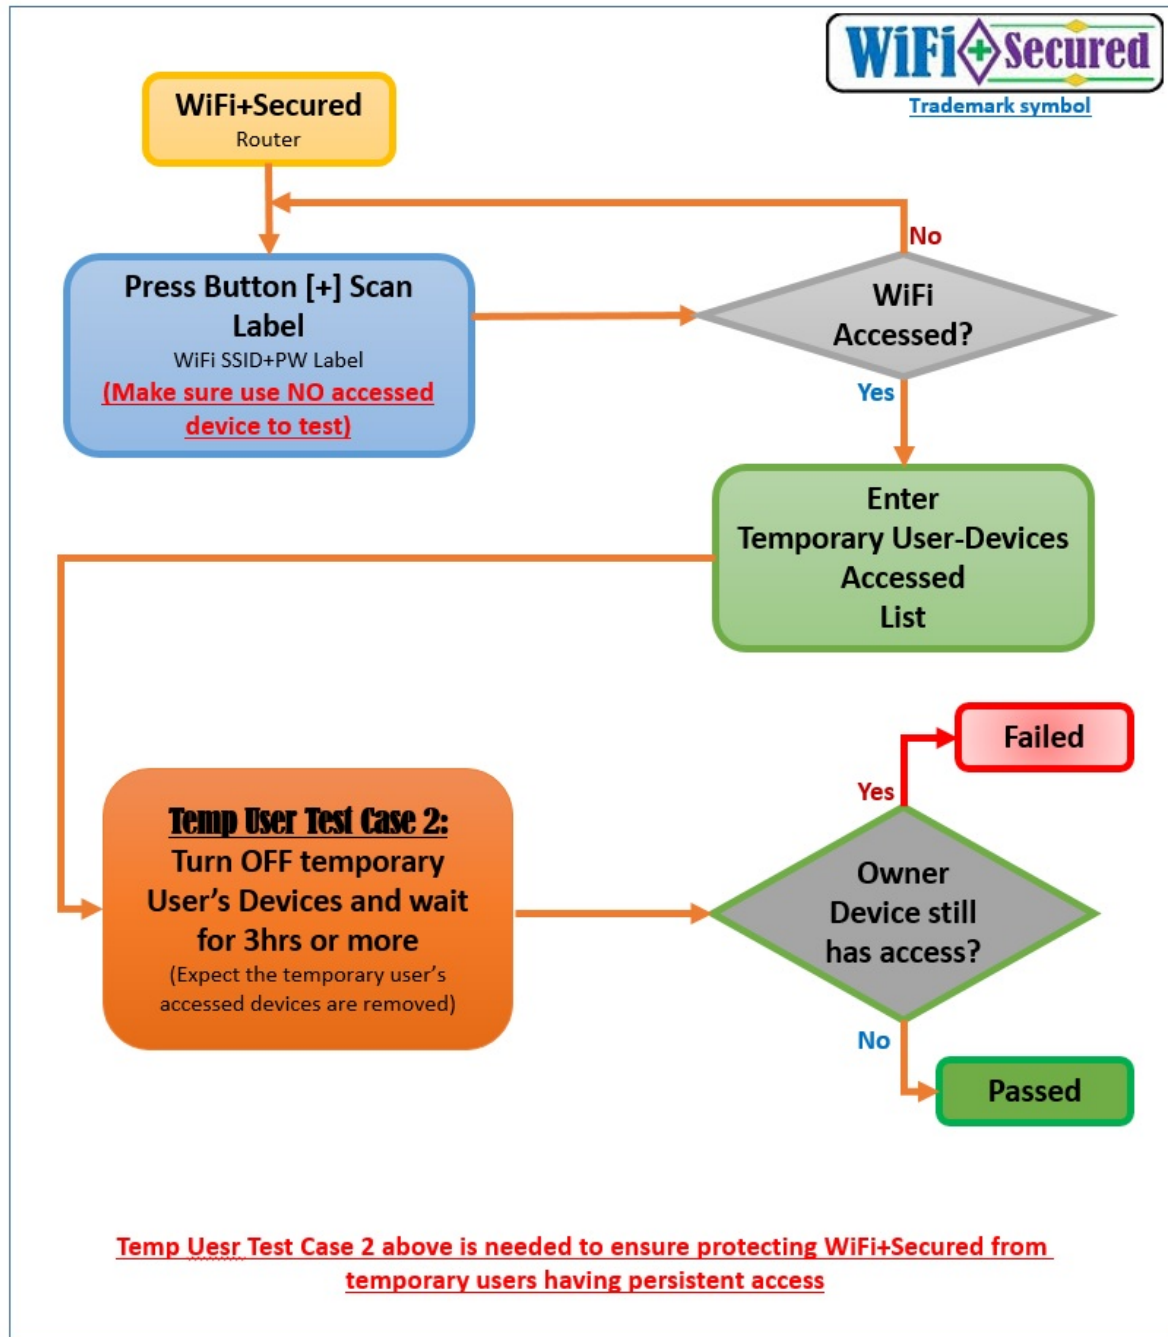 WiFi+Secured
Trademark symbol
WiFi+Secured
Router
No
Press Button [+] Scan
Label
WiFi SSID+PW Label
(Make sure use NO accessed
device to test)
WiFi
Accessed?
Yes
Enter
Temporary User-Devices
Accessed
List
Failed
Yes
Temp User Test Case 2:
Turn OFF temporary
User’s Devices and wait
for 3hrs or more
(Expect the temporary user’s
accessed devices are removed)
Owner
Device still
has access?
No
Passed
Temp Uesr Test Case 2 above is needed to ensure protecting WiFi+Secured from
temporary users having persistent access